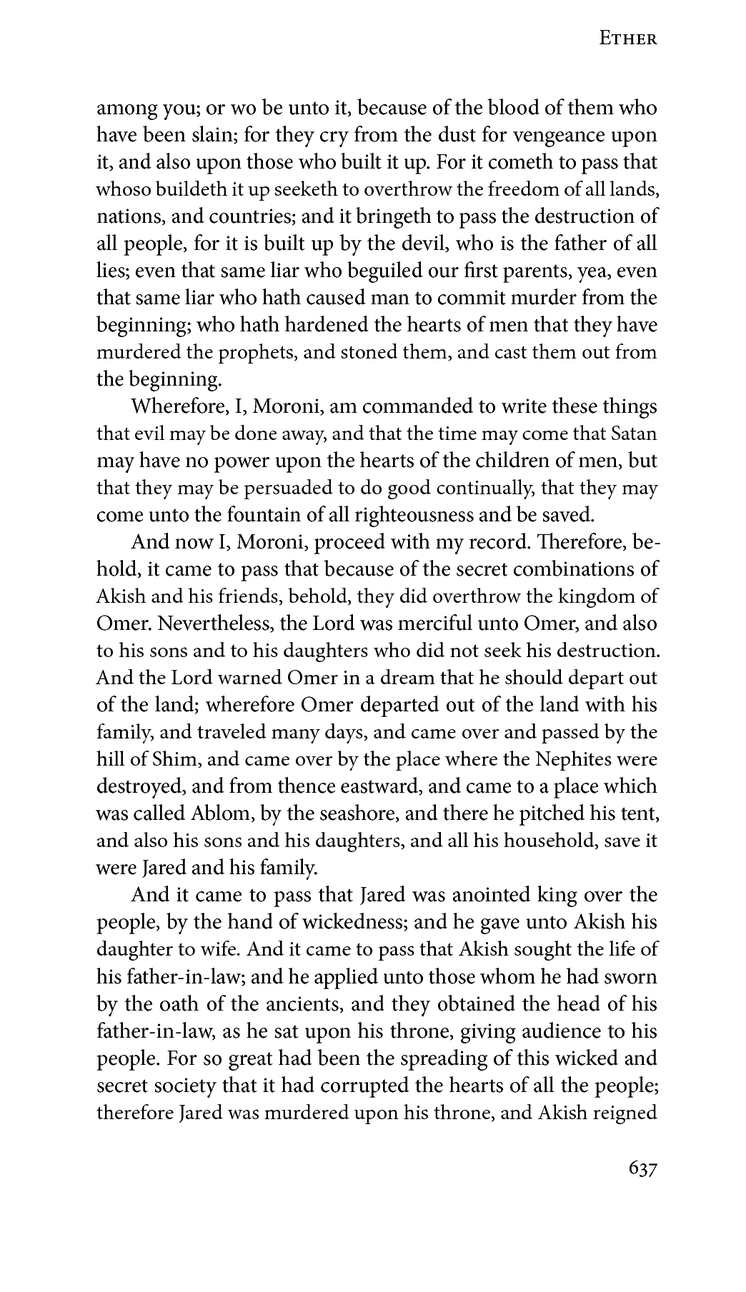 Ether
among you; or wo be unto it, because of the blood of them who
have been slain; for they cry from the dust for vengeance upon
it, and also upon those who built it up. For it cometh to pass that
whoso buildeth it up seeketh to overthrow the freedom of all lands,
nations, and countries; and it bringeth to pass the destruction of
all people, for it is built up by the devil, who is the father of all
lies; even that same liar who beguiled our first parents, yea, even
that same liar who hath caused man to commit murder from the
beginning; who hath hardened the hearts of men that they have
murdered the prophets, and stoned them, and cast them out from
the beginning.
Wherefore, I, Moroni, am commanded to write these things
that evil may be done away, and that the time may come that Satan
may have no power upon the hearts of the children of men, but
that they may be persuaded to do good continually, that they may
come unto the fountain of all righteousness and be saved.
And now I, Moroni, proceed with my record. Therefore, be-
hold, it came to pass that because of the secret combinations of
Akish and his friends, behold, they did overthrow the kingdom of
Omer. Nevertheless, the Lord was merciful unto Omer, and also
to his sons and to his daughters who did not seek his destruction.
And the Lord warned Omer in a dream that he should depart out
of the land; wherefore Omer departed out of the land with his
family, and traveled many days, and came over and passed by the
hill of Shim, and came over by the place where the Nephites were
destroyed, and from thence eastward, and came to a place which
was called Ablom, by the seashore, and there he pitched his tent,
and also his sons and his daughters, and all his household, save it
were Jared and his family.
And it came to pass that Jared was anointed king over the
people, by the hand of wickedness; and he gave unto Akish his
daughter to wife. And it came to pass that Akish sought the life of
his father-in-law; and he applied unto those whom he had sworn
by the oath of the ancients, and they obtained the head of his
father-in-law, as he sat upon his throne, giving audience to his
people. For so great had been the spreading of this wicked and
secret society that it had corrupted the hearts of all the people;
therefore Jared was murdered upon his throne, and Akish reigned
637